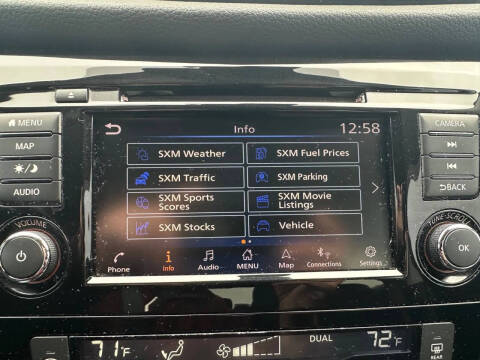 MENU
MAP
AUDIO
VOLUME
Info
12:58
SXM Weather
SXM Fuel Prices
SXM Traffic
SXM Parking
SXM Sports
Scores
SXM Movie
Listings
SXM Stocks
Vehicle
Phone
Info
Audio
MENU
Map
Connections
Settings
CAMERA
BACK
TUNE·SCROLL
OK
71°F
DUAL
72°F
REAR